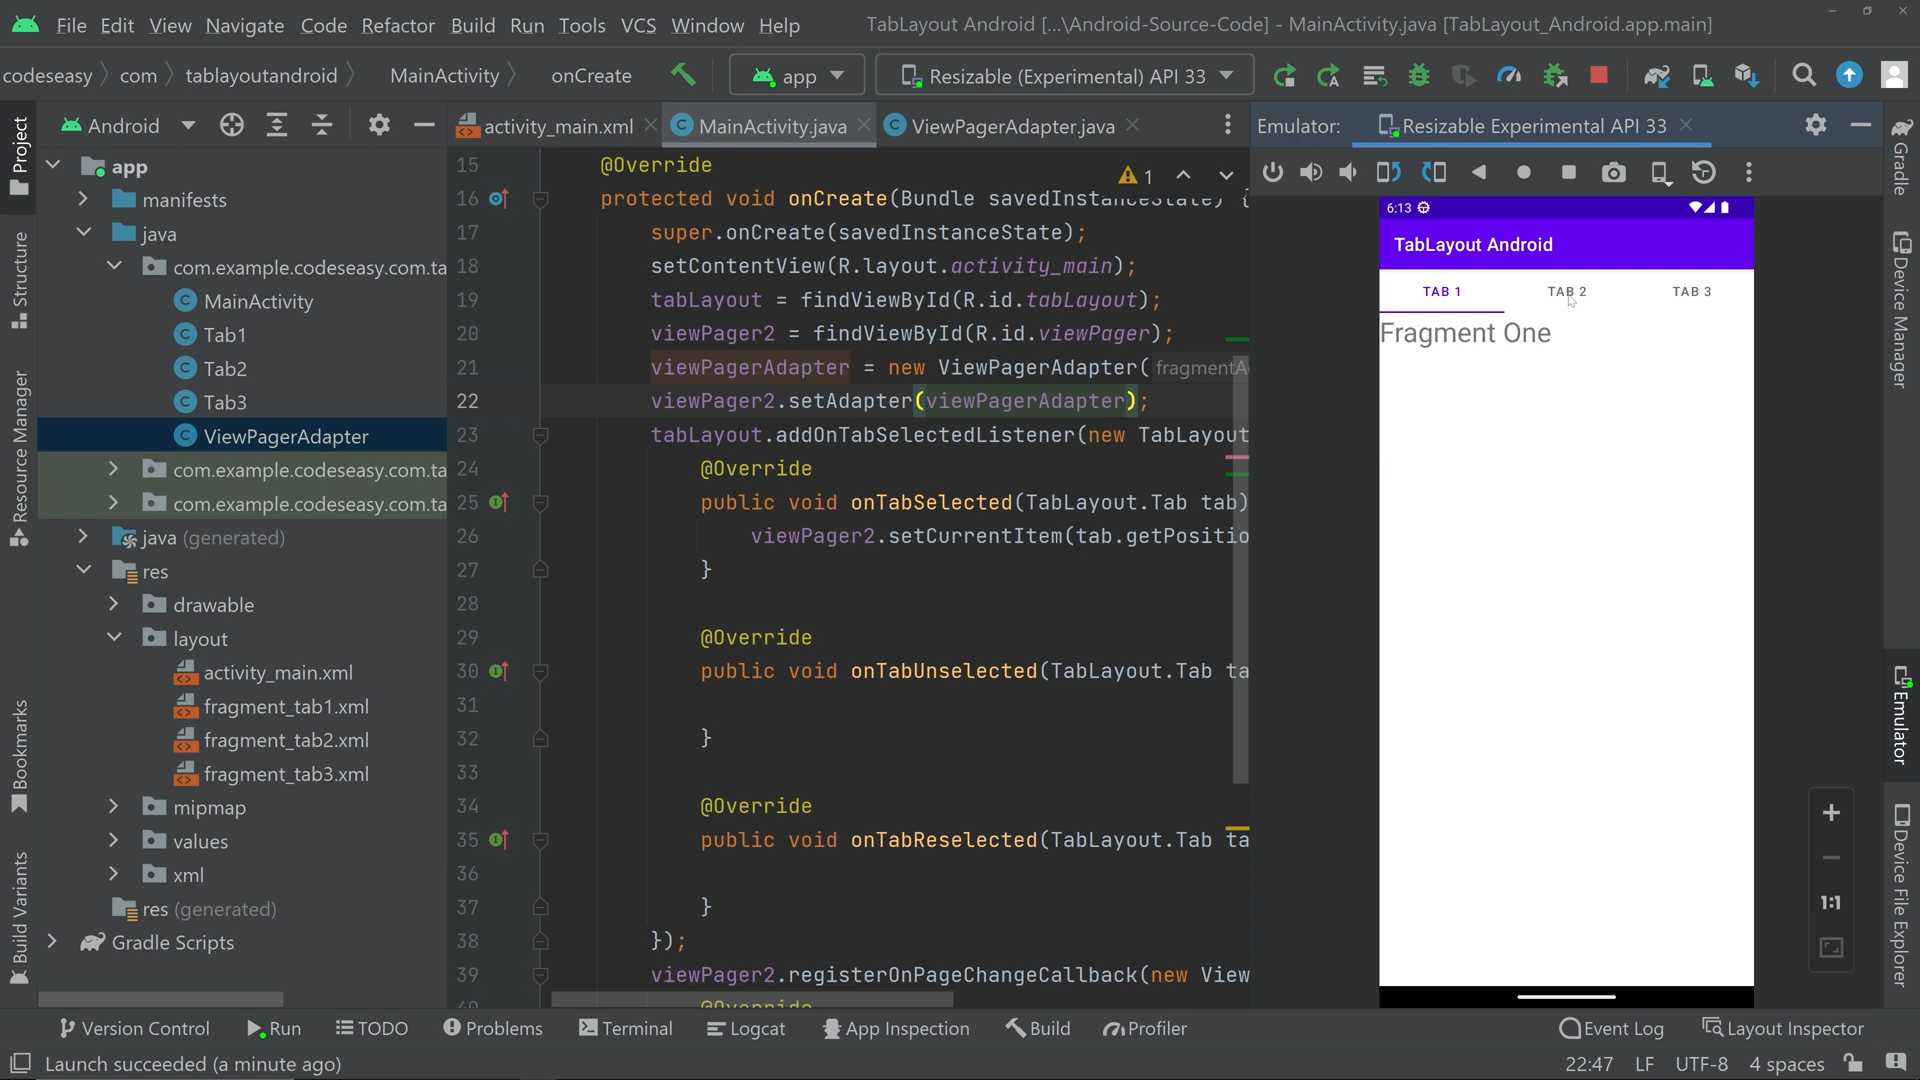 File Edit View Navigate Code Refactor Build Run Tools VCS Window Help TabLayout Android [...\Android-Source-Code] - MainActivity.java [TabLayout_Android.app.main]
codeseasy com tablayoutandroid MainActivity onCreate app Resizable (Experimental) API 33
Android
activity_main.xml MainActivity.java ViewPagerAdapter.java
Emulator: Resizable Experimental API 33
Project
Structure
Resource Manager
Bookmarks
Build Variants
app
manifests
java
com.example.codeseasy.com.ta
MainActivity
Tab1
Tab2
Tab3
ViewPagerAdapter
com.example.codeseasy.com.ta
com.example.codeseasy.com.ta
java (generated)
res
drawable
layout
activity_main.xml
fragment_tab1.xml
fragment_tab2.xml
fragment_tab3.xml
mipmap
values
xml
res (generated)
Gradle Scripts
1
15 @Override
16 protected void onCreate(Bundle savedInstanceState) {
17 super.onCreate(savedInstanceState);
18 setContentView(R.layout.activity_main);
19 tabLayout = findViewById(R.id.tabLayout);
20 viewPager2 = findViewById(R.id.viewPager);
21 viewPagerAdapter = new ViewPagerAdapter( fragmentA
22 viewPager2.setAdapter(viewPagerAdapter);
23 tabLayout.addOnTabSelectedListener(new TabLayout
24 @Override
25 public void onTabSelected(TabLayout.Tab tab)
26 viewPager2.setCurrentItem(tab.getPositio
27 }
28
29 @Override
30 public void onTabUnselected(TabLayout.Tab ta
31
32 }
33
34 @Override
35 public void onTabReselected(TabLayout.Tab ta
36
37 }
38 });
39 viewPager2.registerOnPageChangeCallback(new View
40 @Override
6:13
TabLayout Android
TAB 1 TAB 2 TAB 3
Fragment One
1:1
Gradle
Device Manager
Emulator
Device File Explorer
Version Control Run TODO Problems Terminal Logcat App Inspection Build Profiler Event Log Layout Inspector
Launch succeeded (a minute ago) 22:47 LF UTF-8 4 spaces